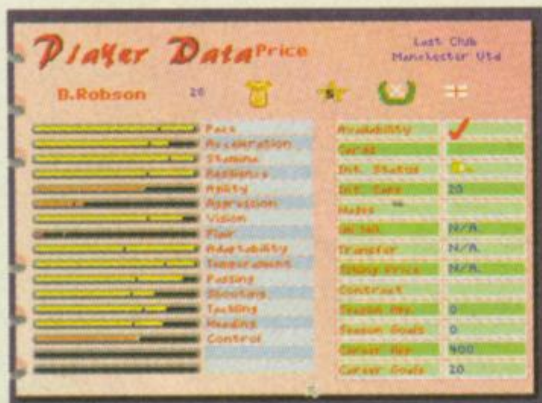 Player Data Price
Last Club
Manchester Utd
B.Robson
Pace
Acceleration
Stamina
Resilience
Agility
Aggression
Vision
Flair
Adaptability
Temperament
Passing
Shooting
Tackling
Heading
Control
Availability
Cards
Int. Status
Int. Caps 20
Transfer N/A.
Asking Price N/A.
Contract
Season App. 0
Season Goals 0
Career App. 400
Career Goals 20